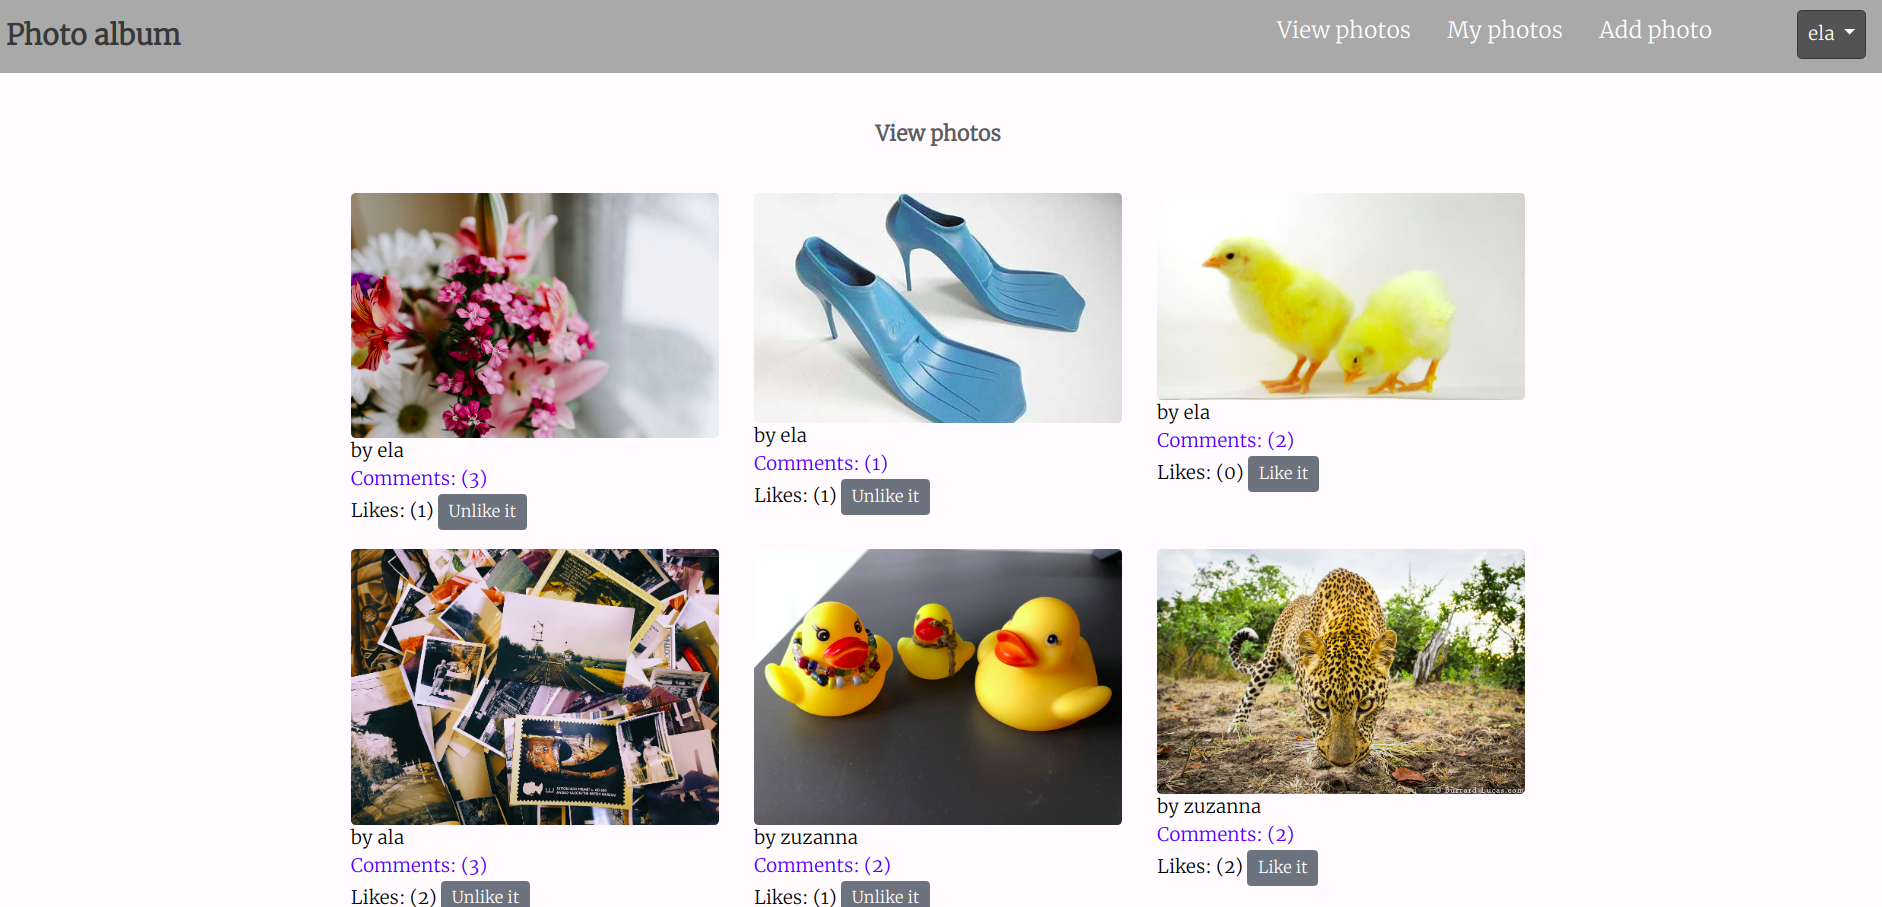 Photo album
View photos
My photos
Add photo
ela
View photos
by ela
Comments: (3)
Likes: (1) Unlike it
by ela
Comments: (1)
Likes: (1) Unlike it
by ela
Comments: (2)
Likes: (0) Like it
by ala
Comments: (3)
Likes: (2) Unlike it
by zuzanna
Comments: (2)
Likes: (1) Unlike it
© Burrard-Lucas.com
by zuzanna
Comments: (2)
Likes: (2) Like it